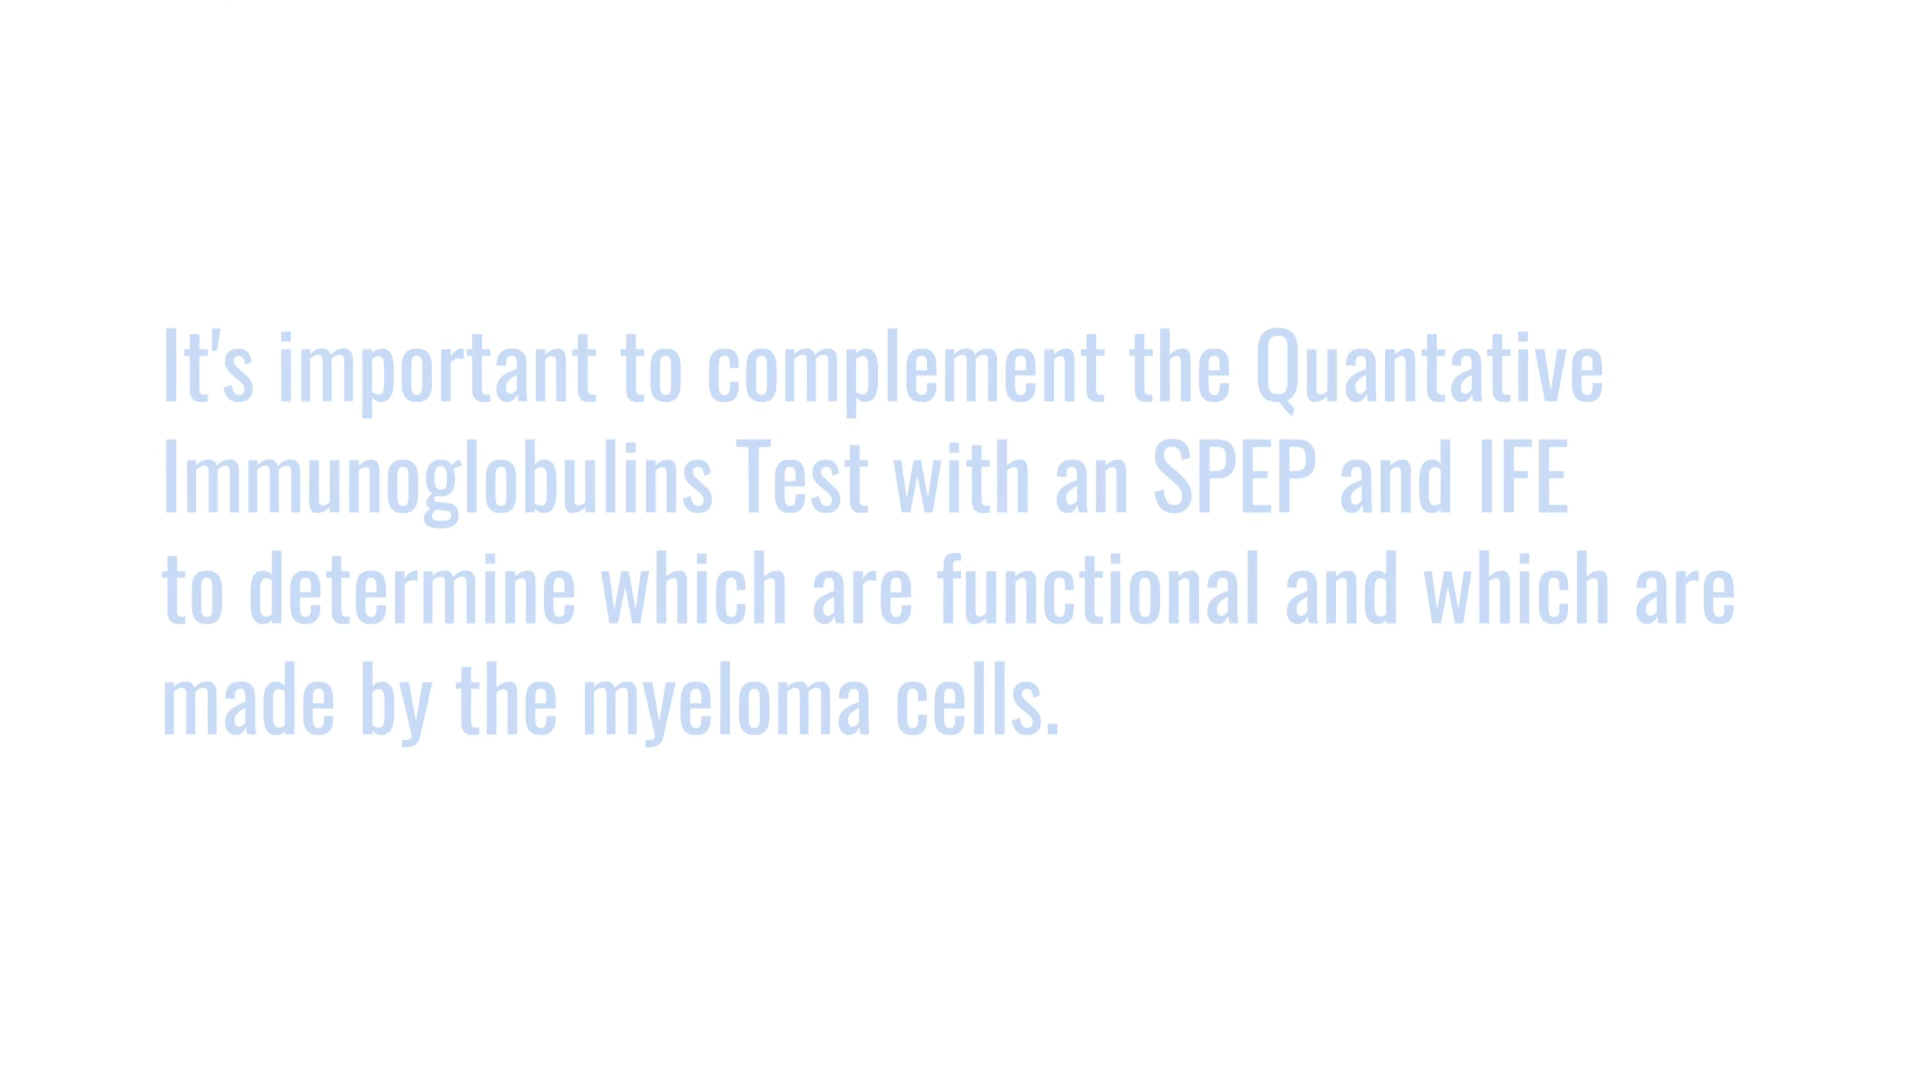 It's important to complement the Quantative
Immunoglobulins Test with an SPEP and IFE
to determine which are functional and which are
made by the myeloma cells.